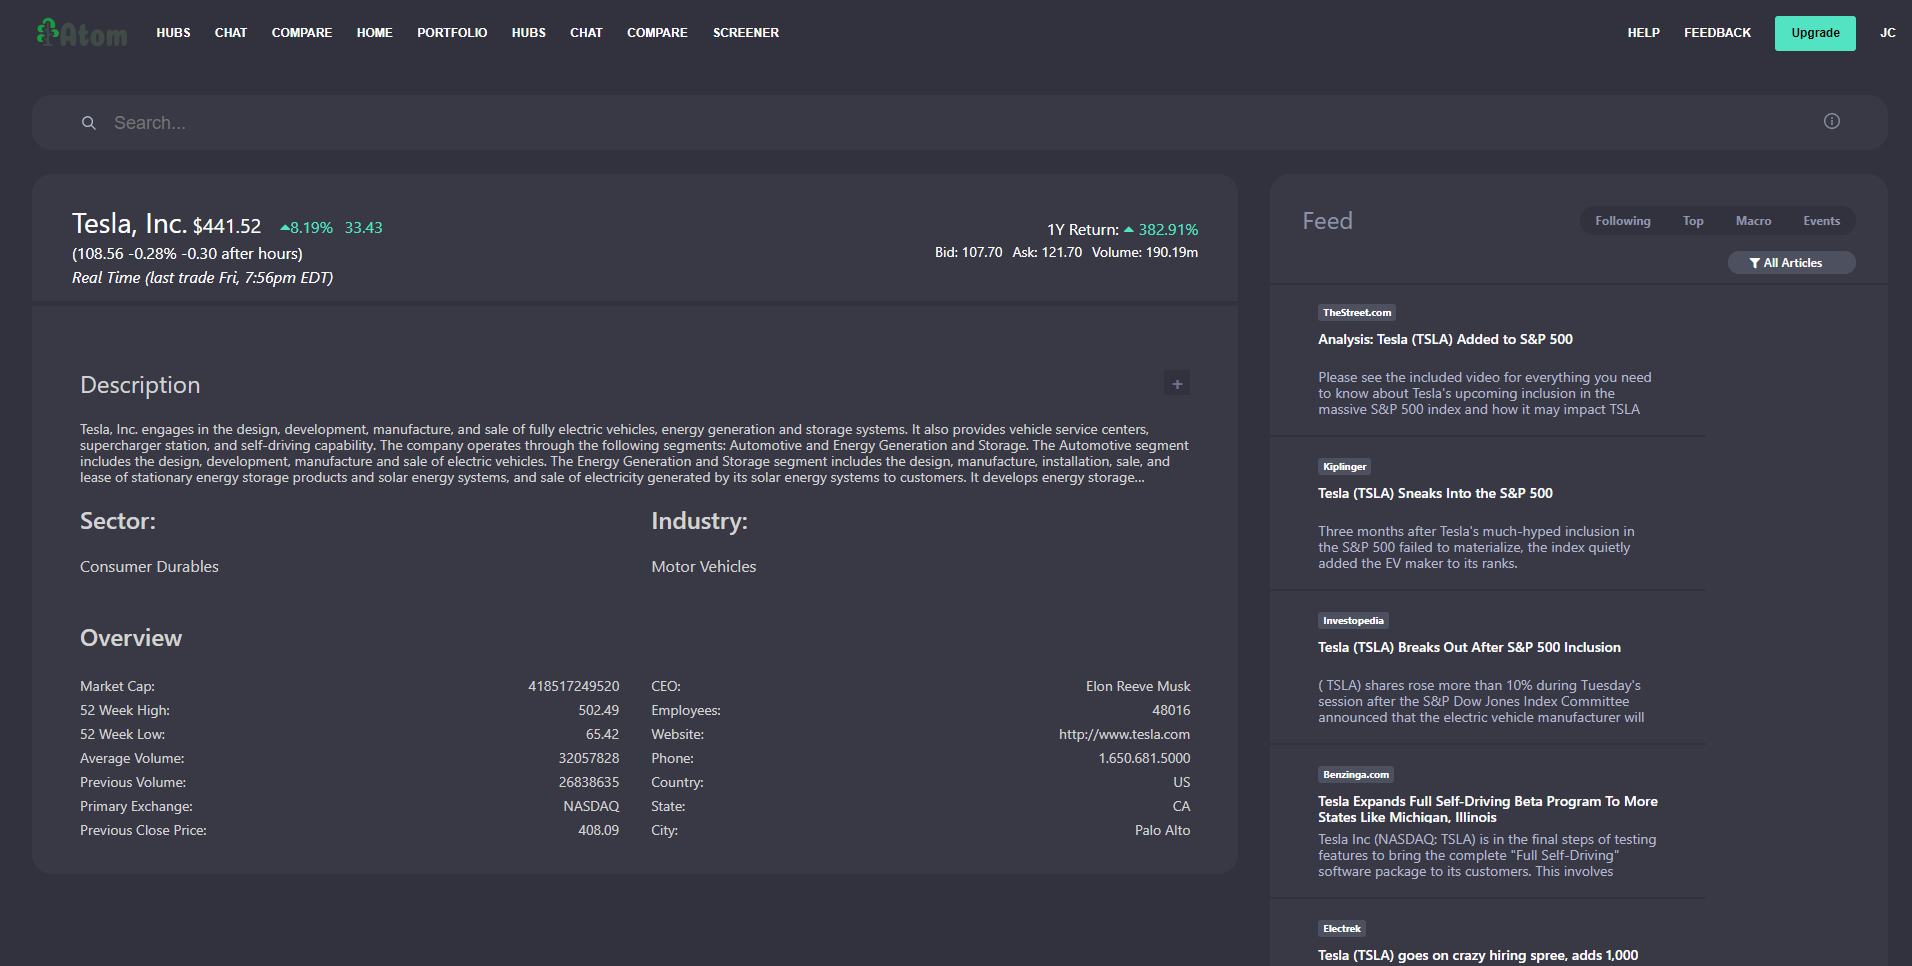 Atom HUBS CHAT COMPARE HOME PORTFOLIO HUBS CHAT COMPARE SCREENER HELP FEEDBACK Upgrade JC
Search...
Tesla, Inc. $441.52 8.19% 33.43
(108.56 -0.28% -0.30 after hours)
Real Time (last trade Fri, 7:56pm EDT)
1Y Return: 382.91%
Bid: 107.70 Ask: 121.70 Volume: 190.19m
Description
+
Tesla, Inc. engages in the design, development, manufacture, and sale of fully electric vehicles, energy generation and storage systems. It also provides vehicle service centers,
supercharger station, and self-driving capability. The company operates through the following segments: Automotive and Energy Generation and Storage. The Automotive segment
includes the design, development, manufacture and sale of electric vehicles. The Energy Generation and Storage segment includes the design, manufacture, installation, sale, and
lease of stationary energy storage products and solar energy systems, and sale of electricity generated by its solar energy systems to customers. It develops energy storage...
Sector: Industry:
Consumer Durables Motor Vehicles
Overview
Market Cap: 418517249520 CEO: Elon Reeve Musk
52 Week High: 502.49 Employees: 48016
52 Week Low: 65.42 Website: http://www.tesla.com
Average Volume: 32057828 Phone: 1.650.681.5000
Previous Volume: 26838635 Country: US
Primary Exchange: NASDAQ State: CA
Previous Close Price: 408.09 City: Palo Alto
Feed Following Top Macro Events
All Articles
TheStreet.com
Analysis: Tesla (TSLA) Added to S&P 500
Please see the included video for everything you need
to know about Tesla's upcoming inclusion in the
massive S&P 500 index and how it may impact TSLA
Kiplinger
Tesla (TSLA) Sneaks Into the S&P 500
Three months after Tesla's much-hyped inclusion in
the S&P 500 failed to materialize, the index quietly
added the EV maker to its ranks.
Investopedia
Tesla (TSLA) Breaks Out After S&P 500 Inclusion
( TSLA) shares rose more than 10% during Tuesday's
session after the S&P Dow Jones Index Committee
announced that the electric vehicle manufacturer will
Benzinga.com
Tesla Expands Full Self-Driving Beta Program To More
States Like Michigan, Illinois
Tesla Inc (NASDAQ: TSLA) is in the final steps of testing
features to bring the complete "Full Self-Driving"
software package to its customers. This involves
Electrek
Tesla (TSLA) goes on crazy hiring spree, adds 1,000